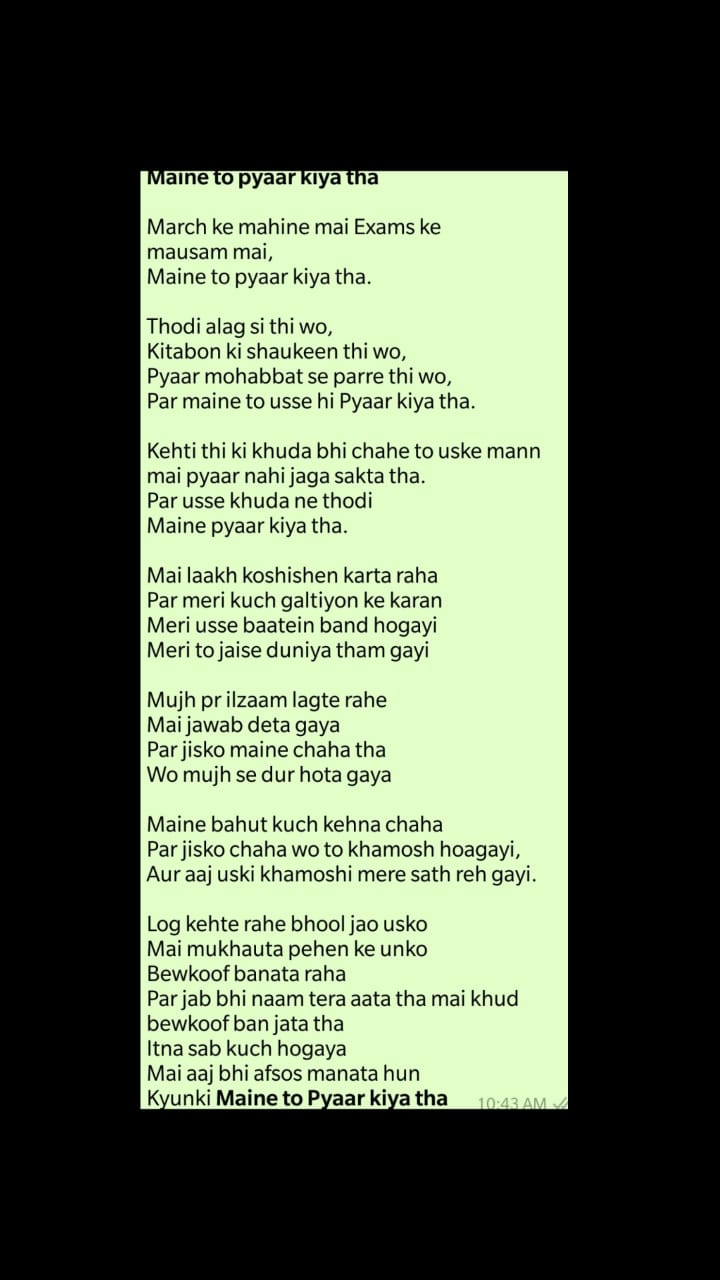 Maine to pyaar kiya tha
March ke mahine mai Exams ke
mausam mai,
Maine to pyaar kiya tha.
Thodi alag si thi wo,
Kitabon ki shaukeen thi wo,
Pyaar mohabbat se parre thi wo,
Par maine to usse hi Pyaar kiya tha.
Kehti thi ki khuda bhi chahe to uske mann
mai pyaar nahi jaga sakta tha.
Par usse khuda ne thodi
Maine pyaar kiya tha.
Mai laakh koshishen karta raha
Par meri kuch galtiyon ke karan
Meri usse baatein band hogayi
Meri to jaise duniya tham gayi
Mujh pr ilzaam lagte rahe
Mai jawab deta gaya
Par jisko maine chaha tha
Wo mujh se dur hota gaya
Maine bahut kuch kehna chaha
Par jisko chaha wo to khamosh hoagayi,
Aur aaj uski khamoshi mere sath reh gayi.
Log kehte rahe bhool jao usko
Mai mukhauta pehen ke unko
Bewkoof banata raha
Par jab bhi naam tera aata tha mai khud
bewkoof ban jata tha
Itna sab kuch hogaya
Mai aaj bhi afsos manata hun
Kyunki Maine to Pyaar kiya tha 10:43 AM